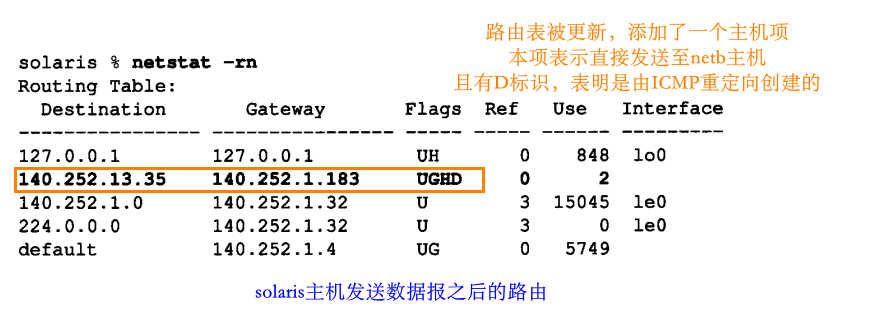 路由表被更新，添加了一个主机项
本项表示直接发送至netb主机
且有D标识，表明是由ICMP重定向创建的
solaris % netstat -rn
Routing Table:
Destination Gateway Flags Ref Use Interface
---------------- ---------------- ----- ----- ------ ---------
127.0.0.1 127.0.0.1 UH 0 848 lo0
140.252.13.35 140.252.1.183 UGHD 0 2
140.252.1.0 140.252.1.32 U 3 15045 le0
224.0.0.0 140.252.1.32 U 3 0 le0
default 140.252.1.4 UG 0 5749
solaris主机发送数据报之后的路由